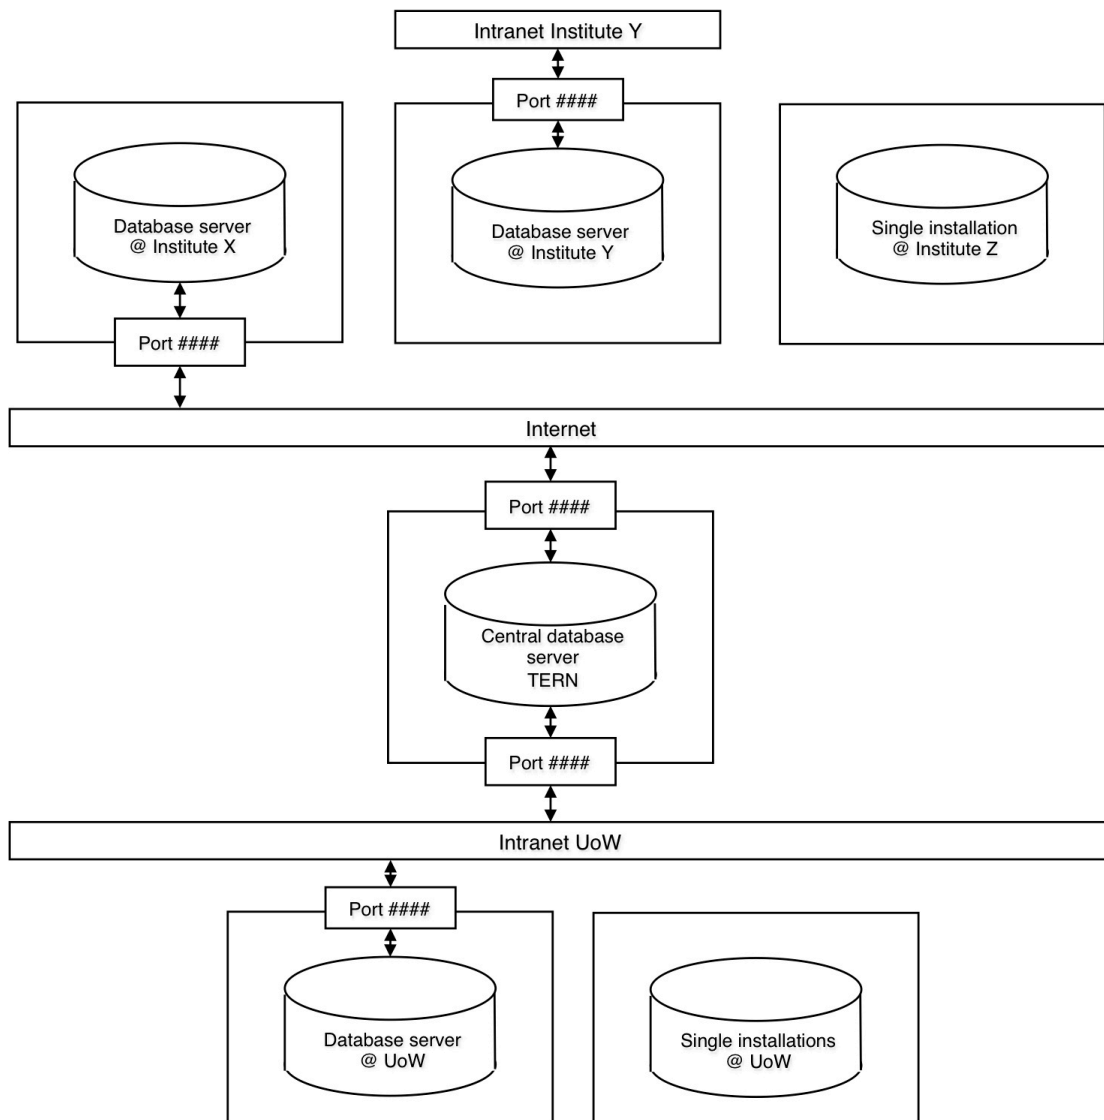 Intranet Institute Y
Port ####
Database server
@ Institute X
Database server
@ Institute Y
Single installation
@ Institute Z
Port ####
Internet
Port ####
Central database
server
TERN
Port ####
Intranet UoW
Port ####
Database server
@ UoW
Single installations
@ UoW